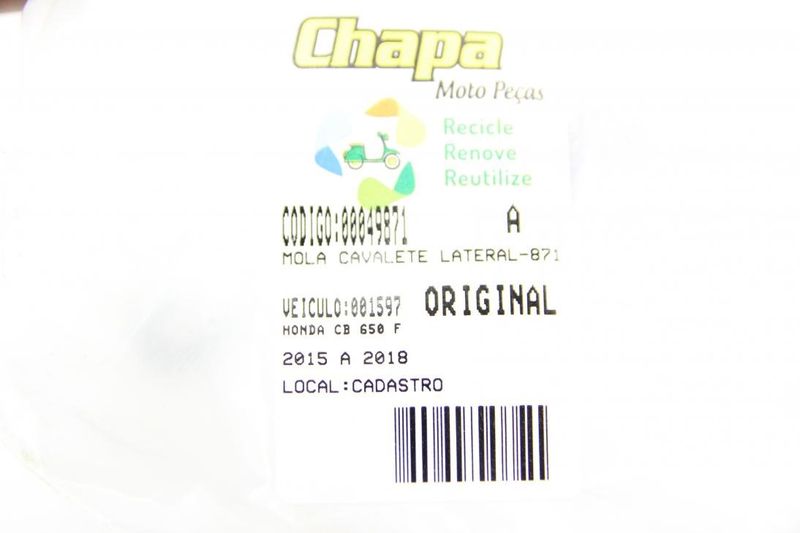 Chapa
Moto Peças
Recicle
Renove
Reutilize
CODIGO:00049871 A
MOLA CAVALETE LATERAL-871
VEICULO:001597 ORIGINAL
HONDA CB 650 F
2015 A 2018
LOCAL:CADASTRO